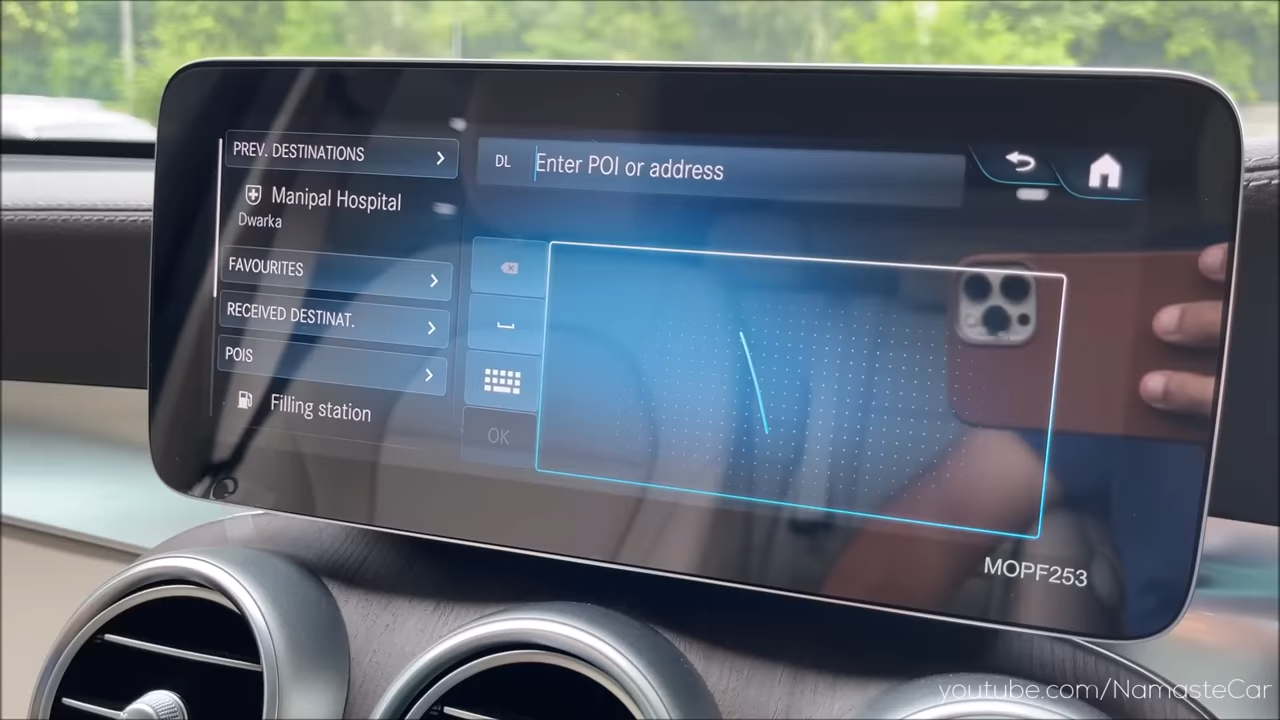 PREV. DESTINATIONS
Manipal Hospital
Dwarka
FAVOURITES
RECEIVED DESTINAT.
POIS
Filling station
DL Enter POI or address
OK
MOPF253
youtube.com/NamasteCar